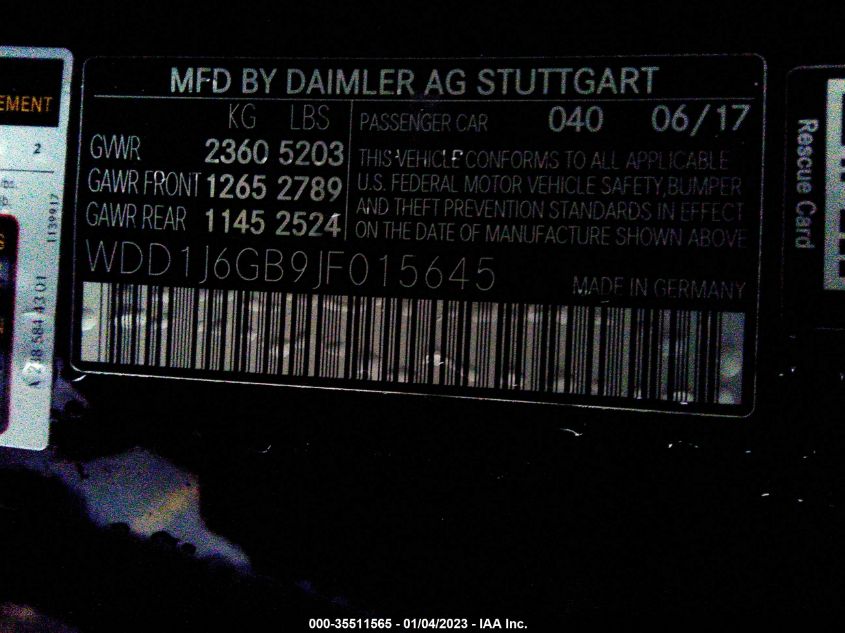 EMENT
2
1139917
MFD BY DAIMLER AG STUTTGART
KG LBS
GVWR 2360 5203
GAWR FRONT 1265 2789
GAWR REAR 1145 2524
PASSENGER CAR 040 06/17
THIS VEHICLE CONFORMS TO ALL APPLICABLE
U.S. FEDERAL MOTOR VEHICLE SAFETY, BUMPER
AND THEFT PREVENTION STANDARDS IN EFFECT
ON THE DATE OF MANUFACTURE SHOWN ABOVE
WDD1J6GB9JF015645
MADE IN GERMANY
Rescue Card
000-35511565 - 01/04/2023 - IAA Inc.